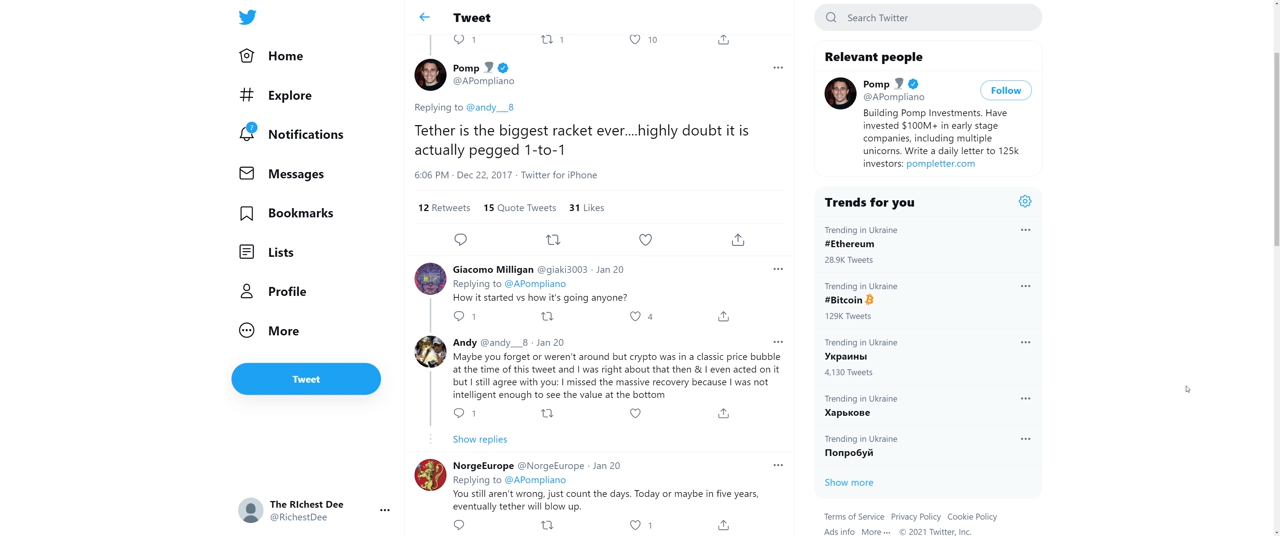 Home
Explore
7
Notifications
Messages
Bookmarks
Lists
Profile
More
Tweet
The RIchest Dee
@RichestDee
Tweet
1 1 10
Pomp
@APompliano
Replying to @andy___8
Tether is the biggest racket ever....highly doubt it is
actually pegged 1-to-1
6:06 PM · Dec 22, 2017 · Twitter for iPhone
12 Retweets 15 Quote Tweets 31 Likes
Giacomo Milligan @giaki3003 · Jan 20
Replying to @APompliano
How it started vs how it's going anyone?
1 4
Andy @andy___8 · Jan 20
Maybe you forget or weren't around but crypto was in a classic price bubble
at the time of this tweet and I was right about that then & I even acted on it
but I still agree with you: I missed the massive recovery because I was not
intelligent enough to see the value at the bottom
1
Show replies
NorgeEurope @NorgeEurope · Jan 20
Replying to @APompliano
You still aren't wrong, just count the days. Today or maybe in five years,
eventually tether will blow up.
1
Search Twitter
Relevant people
Pomp
@APompliano
Follow
Building Pomp Investments. Have
invested $100M+ in early stage
companies, including multiple
unicorns. Write a daily letter to 125k
investors: pompletter.com
Trends for you
Trending in Ukraine
#Ethereum
28.9K Tweets
Trending in Ukraine
#Bitcoin
129K Tweets
Trending in Ukraine
Украины
4,130 Tweets
Trending in Ukraine
Харькове
Trending in Ukraine
Попробуй
Show more
Terms of Service Privacy Policy Cookie Policy
Ads info More ··· © 2021 Twitter, Inc.